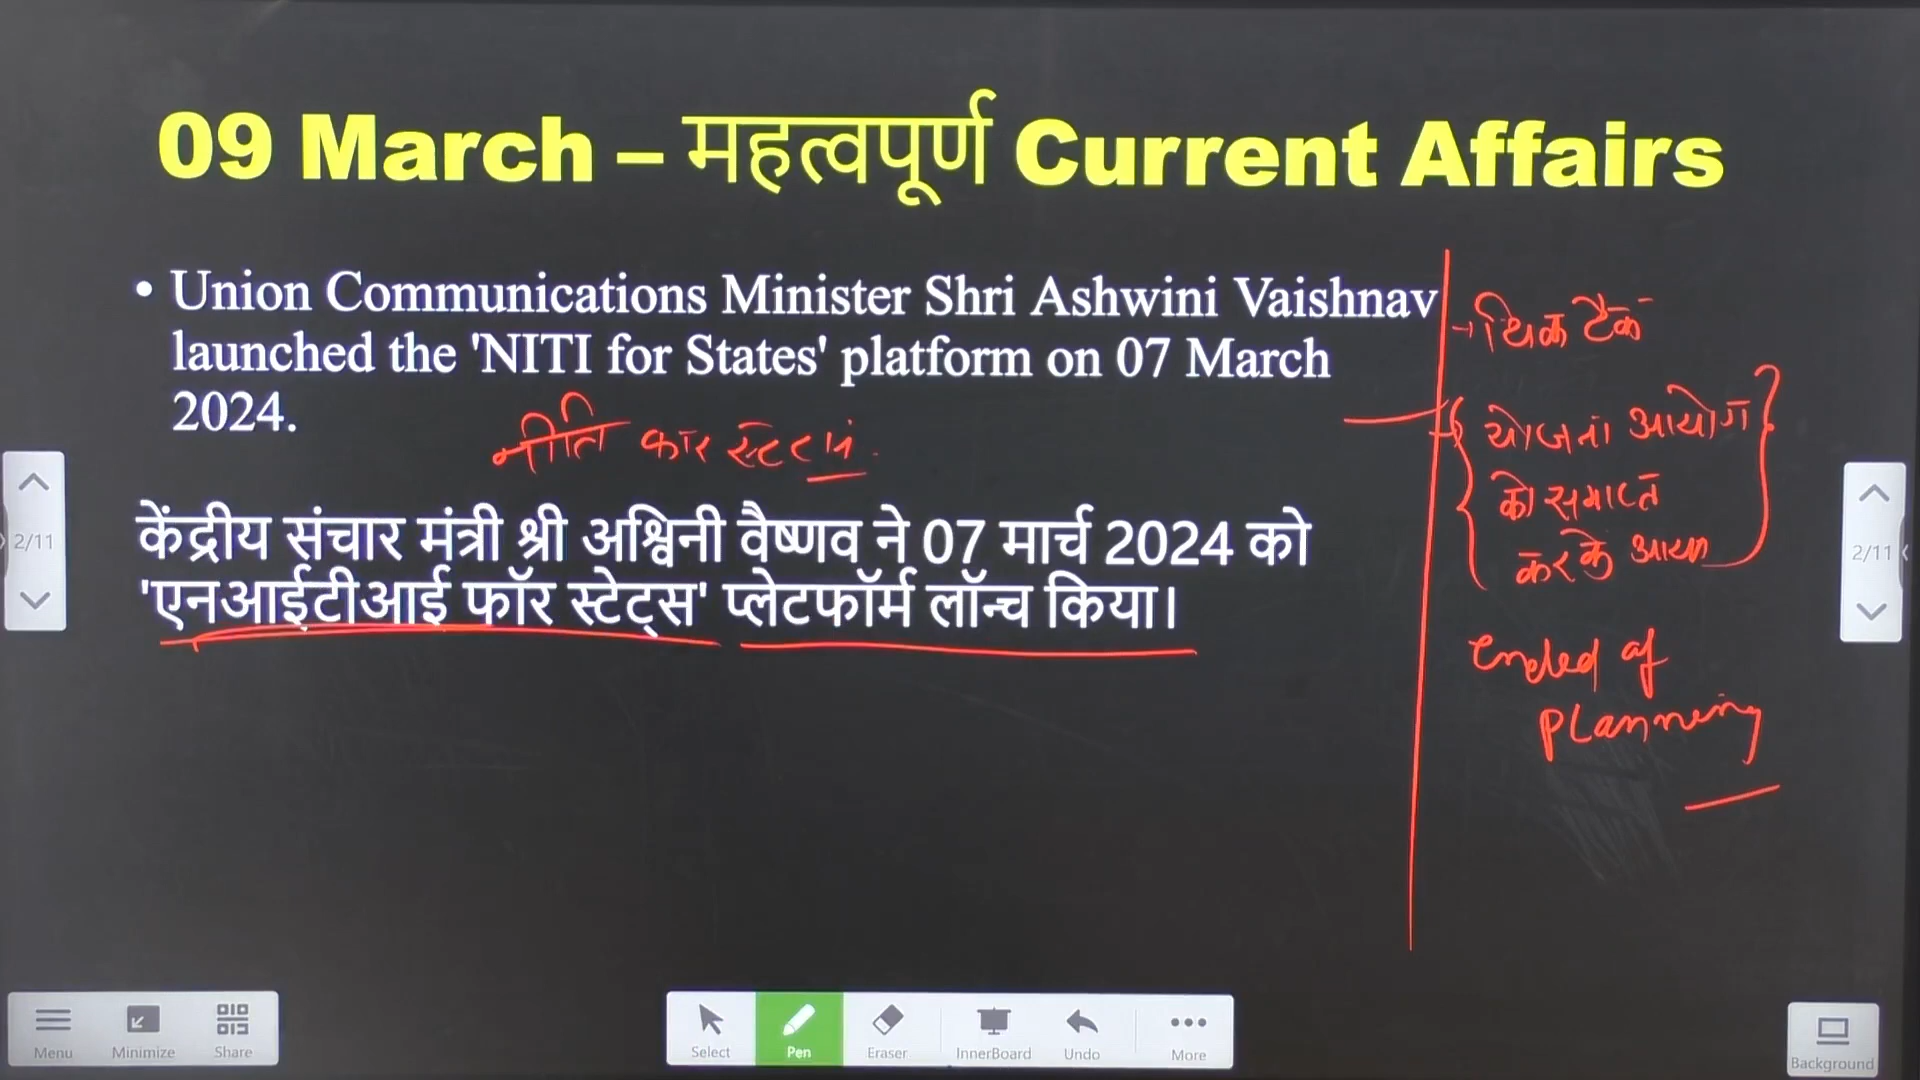 09 March – महत्वपूर्ण Current Affairs
• Union Communications Minister Shri Ashwini Vaishnav
launched the 'NITI for States' platform on 07 March
2024.
नीति फॉर स्टेट
केंद्रीय संचार मंत्री श्री अश्विनी वैष्णव ने 07 मार्च 2024 को
'एनआईटीआई फॉर स्टेट्स' प्लेटफॉर्म लॉन्च किया।
थिंक टैंक
योजना आयोग
को समाप्त
करके आया
ended of
planning
2/11
2/11
Menu
Minimize
Share
Select
Pen
Eraser
InnerBoard
Undo
More
Background